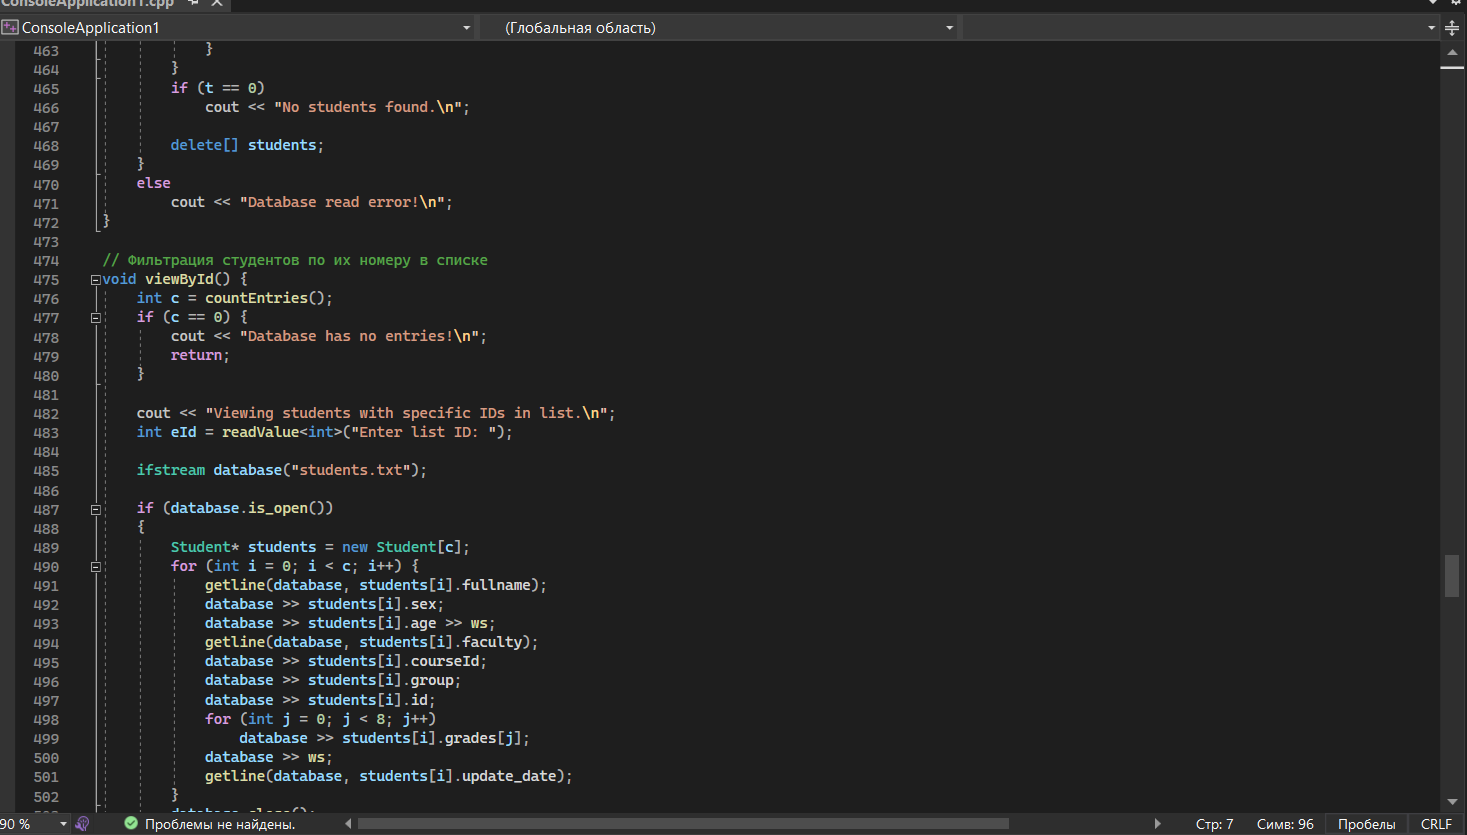 ConsoleApplication1.cpp
ConsoleApplication1 (Глобальная область)
463 }
464 }
465 if (t == 0)
466 cout << "No students found.\n";
467
468 delete[] students;
469 }
470 else
471 cout << "Database read error!\n";
472 }
473
474 // Фильтрация студентов по их номеру в списке
475 void viewById() {
476 int c = countEntries();
477 if (c == 0) {
478 cout << "Database has no entries!\n";
479 return;
480 }
481
482 cout << "Viewing students with specific IDs in list.\n";
483 int eId = readValue<int>("Enter list ID: ");
484
485 ifstream database("students.txt");
486
487 if (database.is_open())
488 {
489 Student* students = new Student[c];
490 for (int i = 0; i < c; i++) {
491 getline(database, students[i].fullname);
492 database >> students[i].sex;
493 database >> students[i].age >> ws;
494 getline(database, students[i].faculty);
495 database >> students[i].courseId;
496 database >> students[i].group;
497 database >> students[i].id;
498 for (int j = 0; j < 8; j++)
499 database >> students[i].grades[j];
500 database >> ws;
501 getline(database, students[i].update_date);
502 }
90 % Проблемы не найдены. Стр: 7 Симв: 96 Пробелы CRLF